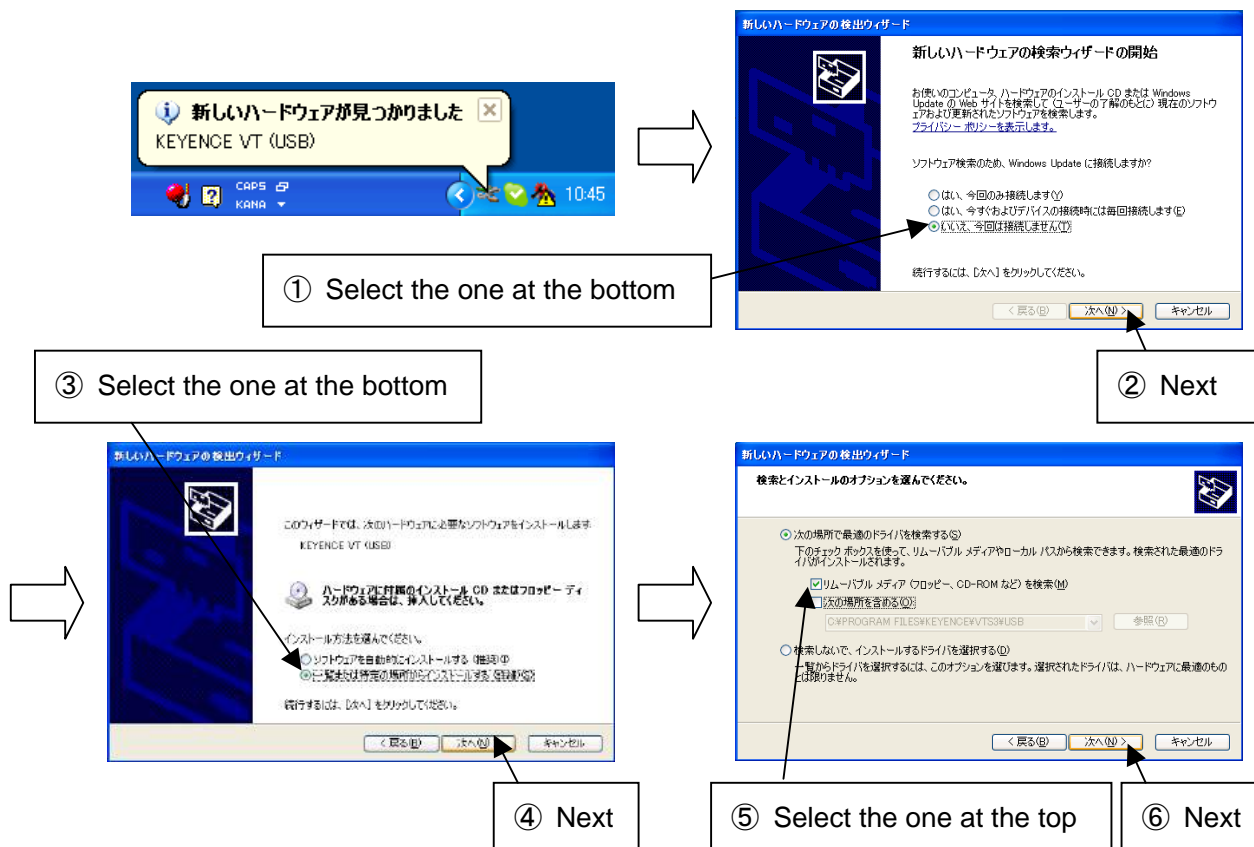 新しいハードウェアが見つかりました
KEYENCE VT (USB)
CAPS
KANA
10:45
新しいハードウェアの検出ウィザード
新しいハードウェアの検索ウィザードの開始
お使いのコンピュータ、ハードウェアのインストール CD または Windows
Update の Web サイトを検索して (ユーザーの了解のもとに) 現在のソフトウ
ェアおよび更新されたソフトウェアを検索します。
プライバシー ポリシーを表示します。
ソフトウェア検索のため、Windows Update に接続しますか?
はい、今回のみ接続します(Y)
はい、今すぐおよびデバイスの接続時には毎回接続します(E)
いいえ、今回は接続しません(T)
続行するには、[次へ] をクリックしてください。
< 戻る(B)
次へ(N) >
キャンセル
① Select the one at the bottom
② Next
③ Select the one at the bottom
新しいハードウェアの検出ウィザード
このウィザードでは、次のハードウェアに必要なソフトウェアをインストールします:
KEYENCE VT (USB)
ハードウェアに付属のインストール CD またはフロッピー ディ
スクがある場合は、挿入してください。
インストール方法を選んでください。
ソフトウェアを自動的にインストールする (推奨)(I)
一覧または特定の場所からインストールする (詳細)(S)
続行するには、[次へ] をクリックしてください。
< 戻る(B)
次へ(N)
キャンセル
④ Next
新しいハードウェアの検出ウィザード
検索とインストールのオプションを選んでください。
次の場所で最適のドライバを検索する(S)
下のチェック ボックスを使って、リムーバブル メディアやローカル パスから検索できます。検索された最適のドラ
イバがインストールされます。
リムーバブル メディア (フロッピー、CD-ROM など) を検索(M)
次の場所を含める(O):
C:¥PROGRAM FILES¥KEYENCE¥VTS3¥USB
参照(R)
検索しないで、インストールするドライバを選択する(D)
一覧からドライバを選択するには、このオプションを選びます。選択されたドライバは、ハードウェアに最適のもの
とは限りません。
< 戻る(B)
次へ(N) >
キャンセル
⑤ Select the one at the top
⑥ Next